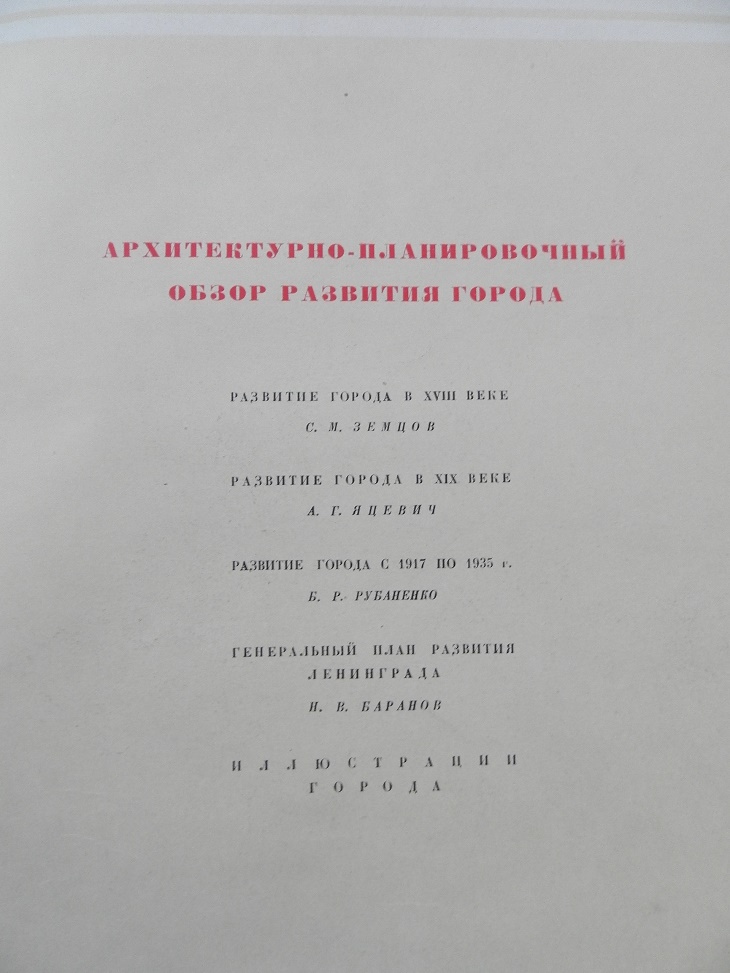 АРХИТЕКТУРНО-ПЛАНИРОВОЧНЫЙ
ОБЗОР РАЗВИТИЯ ГОРОДА
РАЗВИТИЕ ГОРОДА В XVIII ВЕКЕ
С. М. ЗЕМЦОВ
РАЗВИТИЕ ГОРОДА В XIX ВЕКЕ
А. Г. ЯЦЕВИЧ
РАЗВИТИЕ ГОРОДА С 1917 ПО 1935 г.
Б. Р. РУБАНЕНКО
ГЕНЕРАЛЬНЫЙ ПЛАН РАЗВИТИЯ
ЛЕНИНГРАДА
Н. В. БАРАНОВ
ИЛЛЮСТРАЦИИ
ГОРОДА